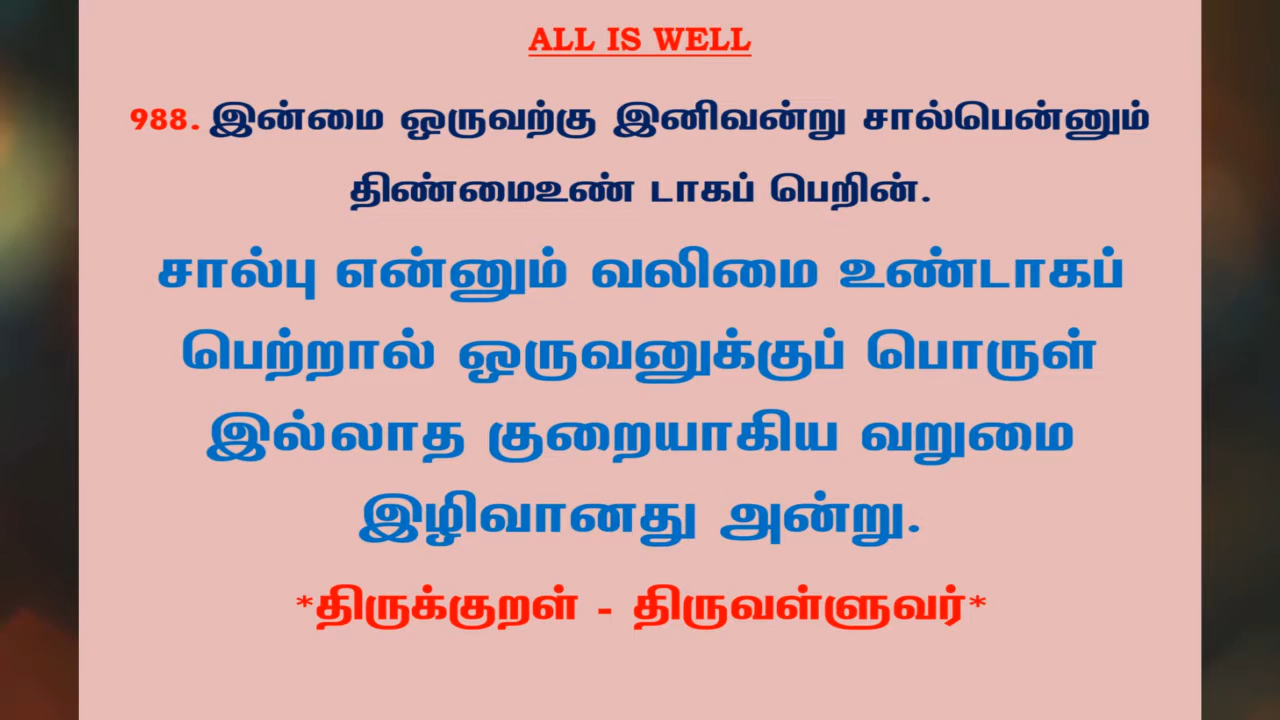 ALL IS WELL
988. இன்மை ஒருவற்கு இனிவன்று சால்பென்னும்
திண்மைஉண் டாகப் பெறின்.
சால்பு என்னும் வலிமை உண்டாகப்
பெற்றால் ஒருவனுக்குப் பொருள்
இல்லாத குறையாகிய வறுமை
இழிவானது அன்று.
*திருக்குறள் - திருவள்ளுவர்*